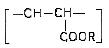 [ —CH—CH— ]
COOR